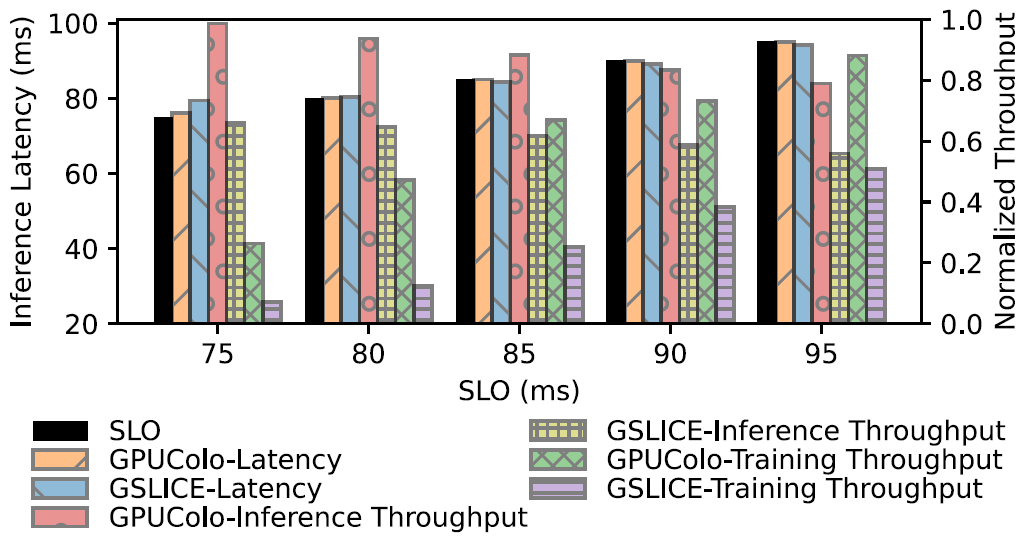 Inference Latency (ms)
100
80
60
40
20
1.0
0.8
0.6
0.4
0.2
0.0
Normalized Throughput
75 80 85 90 95
SLO (ms)
SLO
GPUColo-Latency
GSLICE-Latency
GPUColo-Inference Throughput
GSLICE-Inference Throughput
GPUColo-Training Throughput
GSLICE-Training Throughput